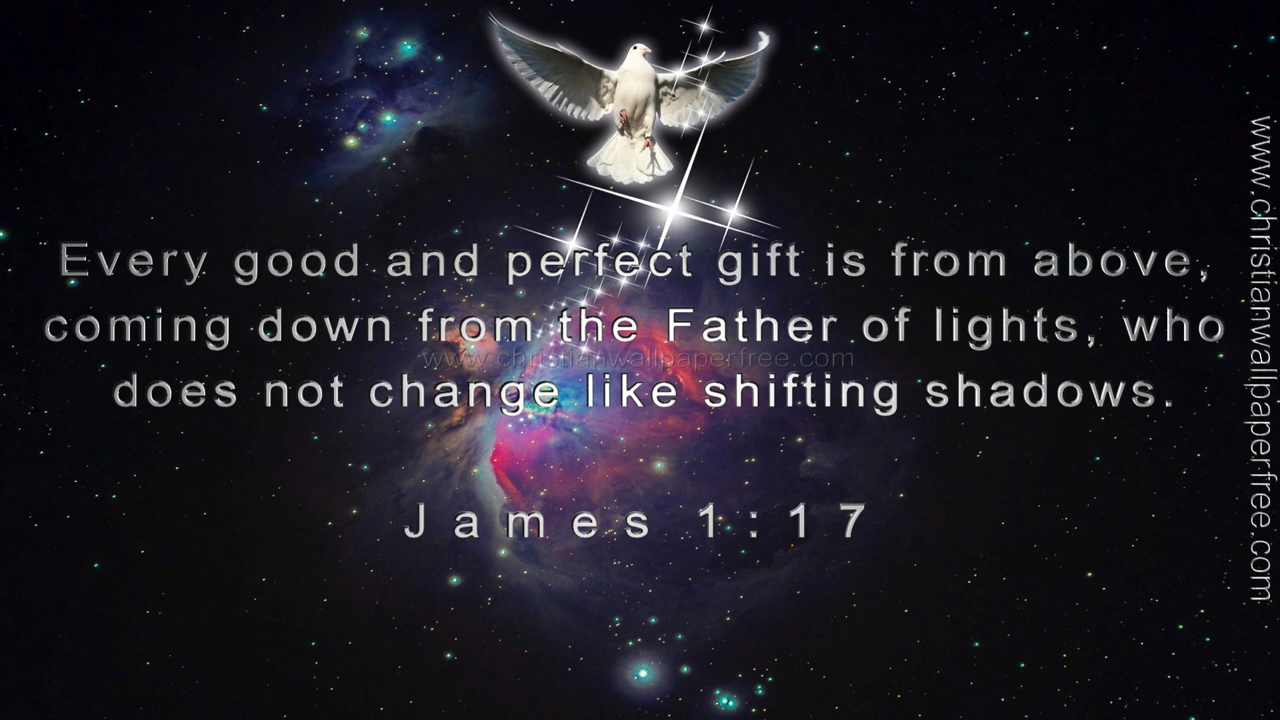 Every good and perfect gift is from above,
coming down from the Father of lights, who
www.christianwallpaperfree.com
does not change like shifting shadows.
James 1:17
www.christianwallpaperfree.com